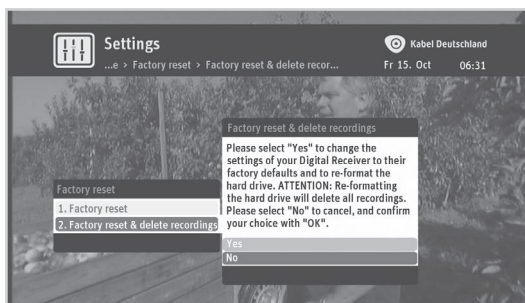 Settings
Kabel Deutschland
...e > Factory reset > Factory reset & delete recor...
Fr 15. Oct 06:31
Factory reset
1. Factory reset
2. Factory reset & delete recordings
Factory reset & delete recordings
Please select "Yes" to change the
settings of your Digital Receiver to their
factory defaults and to re-format the
hard drive. ATTENTION: Re-formatting
the hard drive will delete all recordings.
Please select "No" to cancel, and confirm
your choice with "OK".
Yes
No